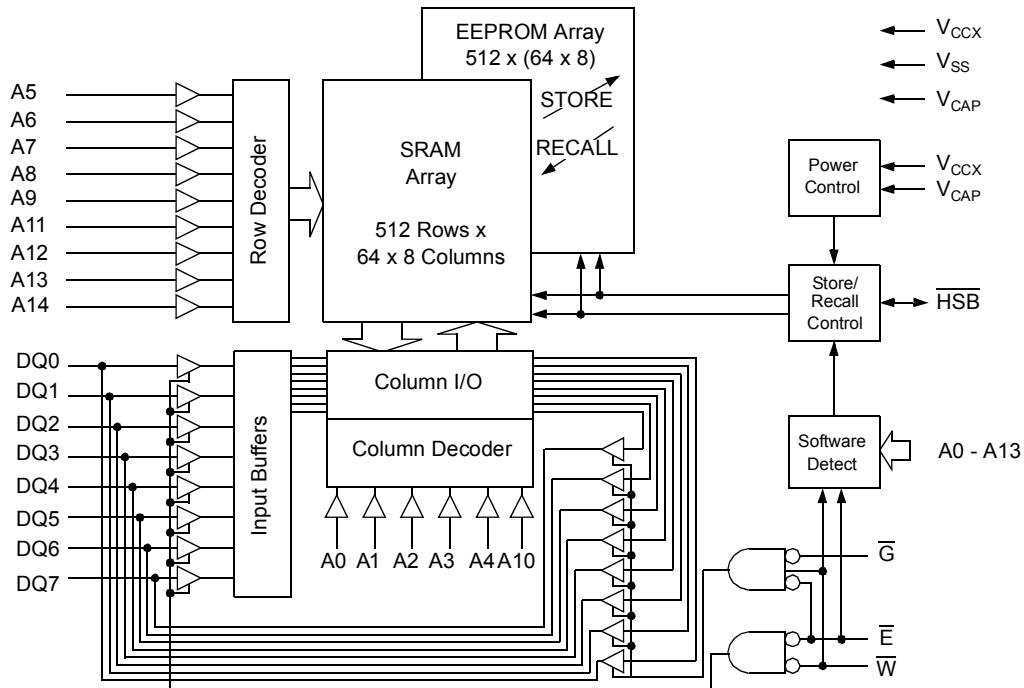 EEPROM Array
512 x (64 x 8)
STORE
RECALL
V̅CCX
VSS
VCAP
A5
A6
A7
A8
A9
A11
A12
A13
A14
Row Decoder
SRAM
Array
512 Rows x
64 x 8 Columns
Power
Control
VCCX
VCAP
Store/
Recall
Control
H̅S̅B̅
DQ0
DQ1
DQ2
DQ3
DQ4
DQ5
DQ6
DQ7
Input Buffers
Column I/O
Column Decoder
A0 A1 A2 A3 A4 A10
Software
Detect
A0 - A13
G̅
E̅
W̅